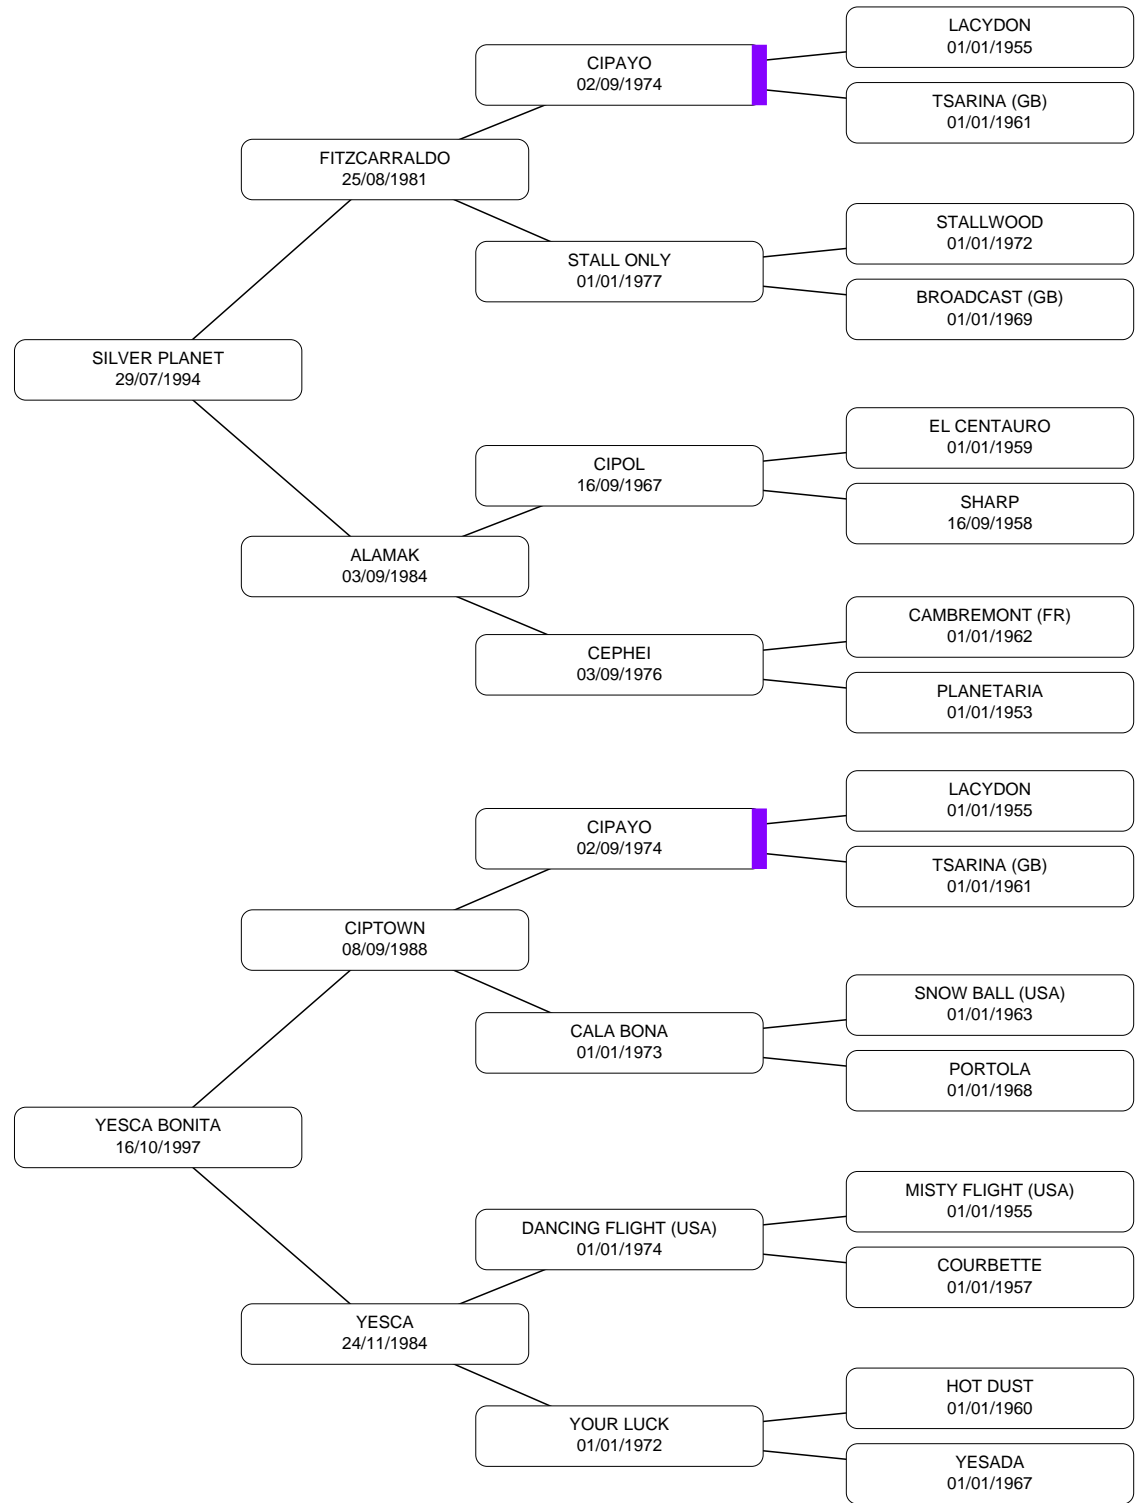 LACYDON
01/01/1955
CIPAYO
02/09/1974
TSARINA (GB)
01/01/1961
FITZCARRALDO
25/08/1981
STALLWOOD
01/01/1972
STALL ONLY
01/01/1977
BROADCAST (GB)
01/01/1969
SILVER PLANET
29/07/1994
EL CENTAURO
01/01/1959
CIPOL
16/09/1967
SHARP
16/09/1958
ALAMAK
03/09/1984
CAMBREMONT (FR)
01/01/1962
CEPHEI
03/09/1976
PLANETARIA
01/01/1953
LACYDON
01/01/1955
CIPAYO
02/09/1974
TSARINA (GB)
01/01/1961
CIPTOWN
08/09/1988
SNOW BALL (USA)
01/01/1963
CALA BONA
01/01/1973
PORTOLA
01/01/1968
YESCA BONITA
16/10/1997
MISTY FLIGHT (USA)
01/01/1955
DANCING FLIGHT (USA)
01/01/1974
COURBETTE
01/01/1957
YESCA
24/11/1984
HOT DUST
01/01/1960
YOUR LUCK
01/01/1972
YESADA
01/01/1967